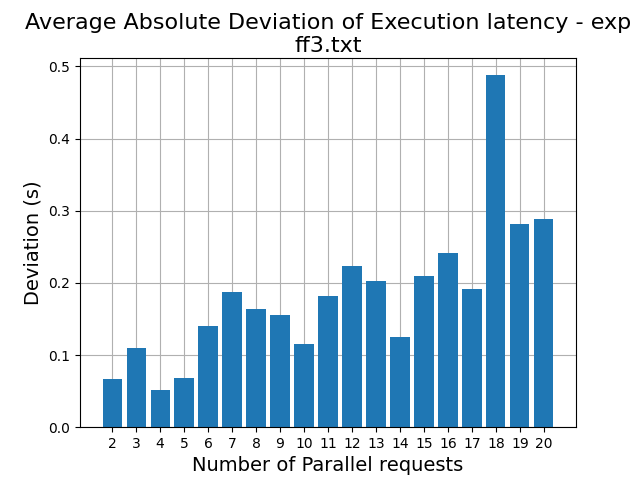 Average Absolute Deviation of Execution latency - exp
ff3.txt
0.5
0.4
0.3
0.2
0.1
0.0
Deviation (s)
2 3 4 5 6 7 8 9 10 11 12 13 14 15 16 17 18 19 20
Number of Parallel requests